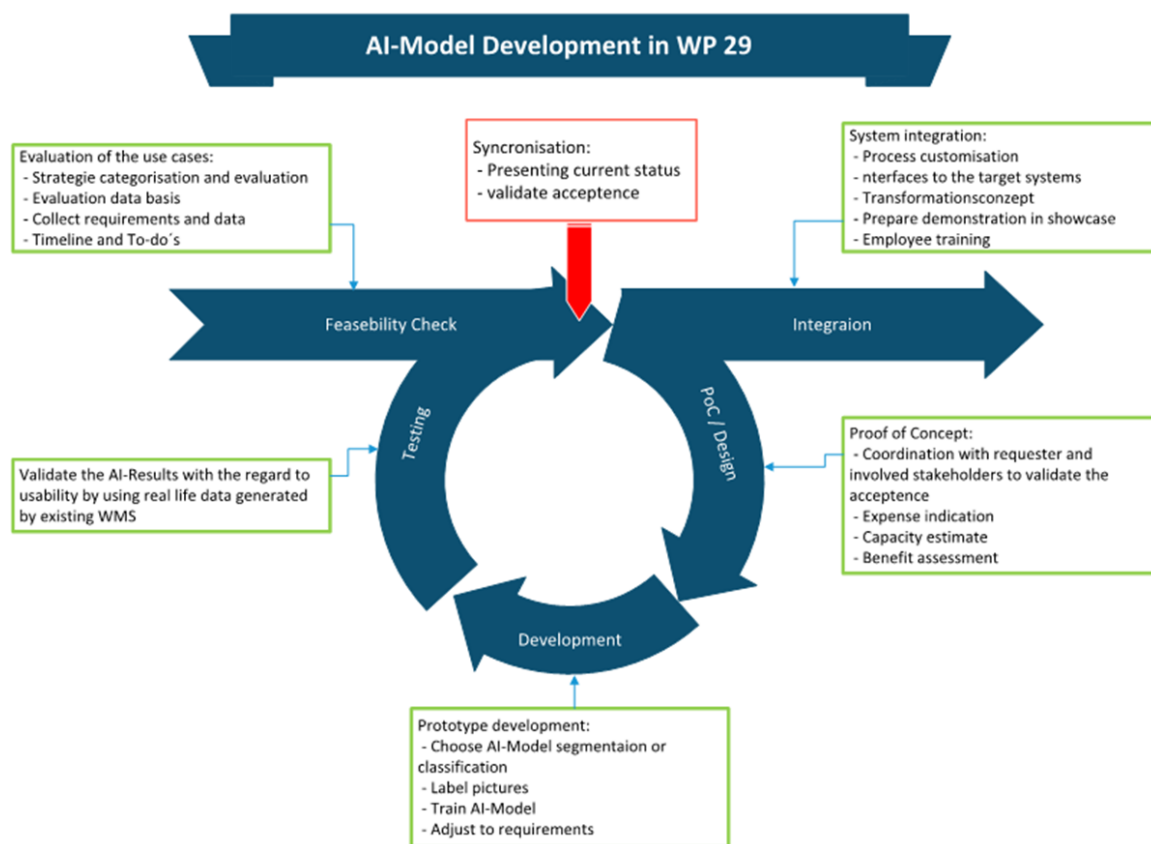 AI-Model Development in WP 29
Evaluation of the use cases:
- Strategie categorisation and evaluation
- Evaluation data basis
- Collect requirements and data
- Timeline and To-do´s
Syncronisation:
- Presenting current status
- validate acceptence
System integration:
- Process customisation
- nterfaces to the target systems
- Transformationsconzept
- Prepare demonstration in showcase
- Employee training
Feasebility Check
Integraion
Testing
PoC / Design
Validate the AI-Results with the regard to
usability by using real life data generated
by existing WMS
Proof of Concept:
- Coordination with requester and
involved stakeholders to validate the
acceptence
- Expense indication
- Capacity estimate
- Benefit assessment
Development
Prototype development:
- Choose AI-Model segmentaion or
classification
- Label pictures
- Train AI-Model
- Adjust to requirements